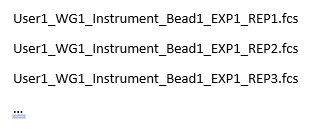 User1_WG1_Instrument_Bead1_EXP1_REP1.fcs
User1_WG1_Instrument_Bead1_EXP1_REP2.fcs
User1_WG1_Instrument_Bead1_EXP1_REP3.fcs
...